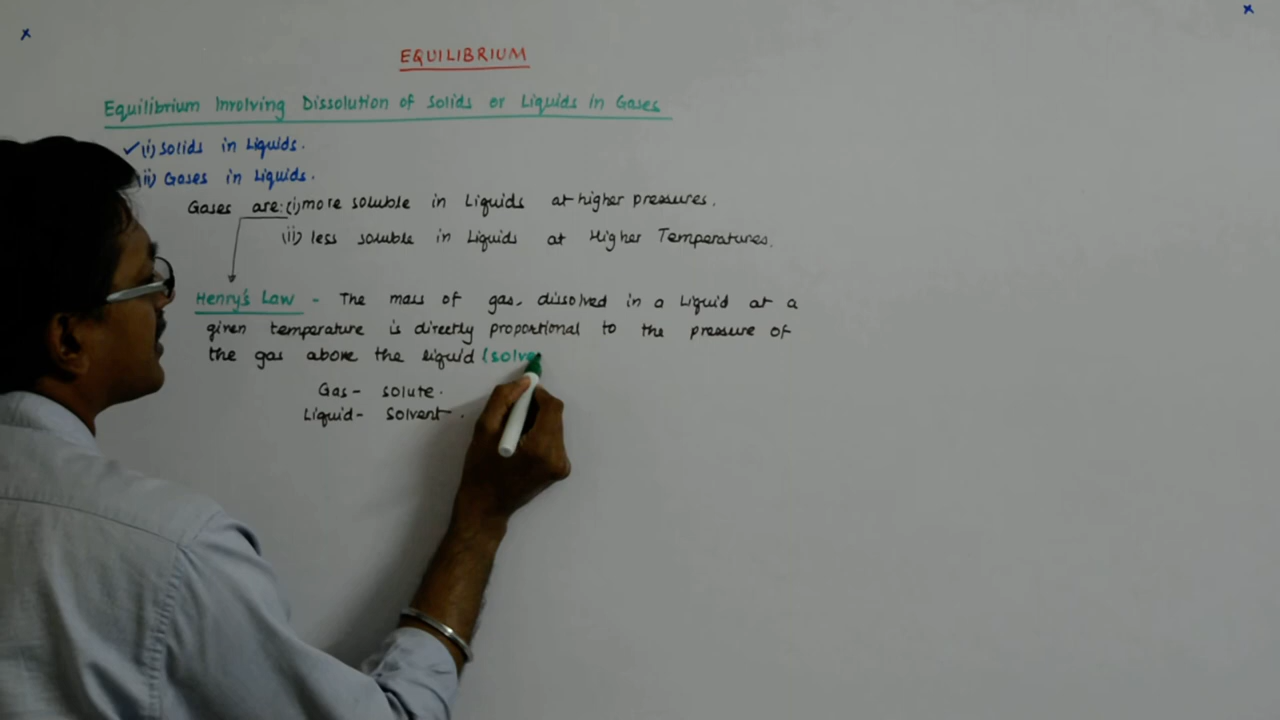 EQUILIBRIUM
Equilibrium Involving Dissolution of Solids or Liquids in Gases
✓(i) Solids in Liquids.
ii) Gases in Liquids.
Gases are: (i) more soluble in Liquids at higher pressures.
(ii) less soluble in Liquids at Higher Temperatures.
Henry's Law - The mass of gas dissolved in a Liquid at a
given temperature is directly proportional to the pressure of
the gas above the liquid (solve
Gas - solute.
Liquid - Solvent.